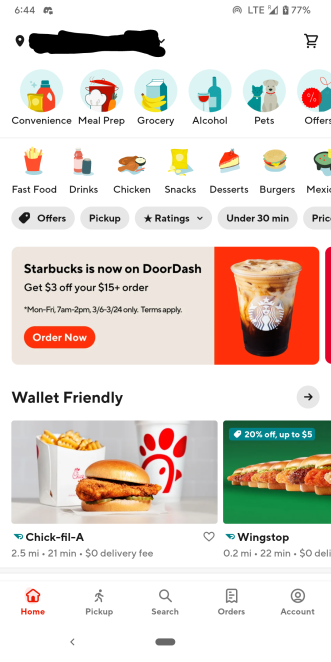 6:44 LTE R 77%
Convenience Meal Prep Grocery Alcohol Pets Offers
%
Fast Food Drinks Chicken Snacks Desserts Burgers
Offers Pickup ★ Ratings Under 30 min
Starbucks is now on DoorDash
Get $3 off your $15+ order
*Mon-Fri, 7am-2pm, 3/6-3/24 only. Terms apply.
Order Now
Wallet Friendly
20% off, up to $5
Chick-fil-A Wingstop
2.5 mi • 21 min • $0 delivery fee 0.2 mi • 22 min • $0 deli
Home Pickup Search Orders Account